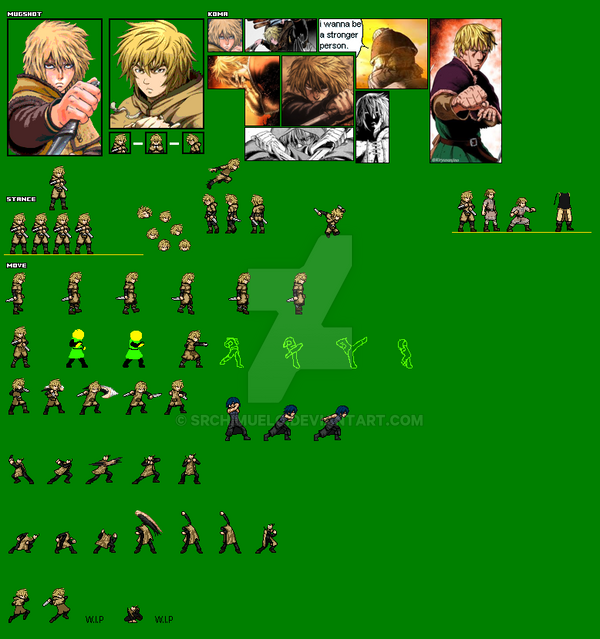 MUGSHOT
KOMA
i wanna be
a stronger
person.
STANCE
MOVE
© SRCHIMUELO.DEVIANTART.COM
W.I.P
W.I.P